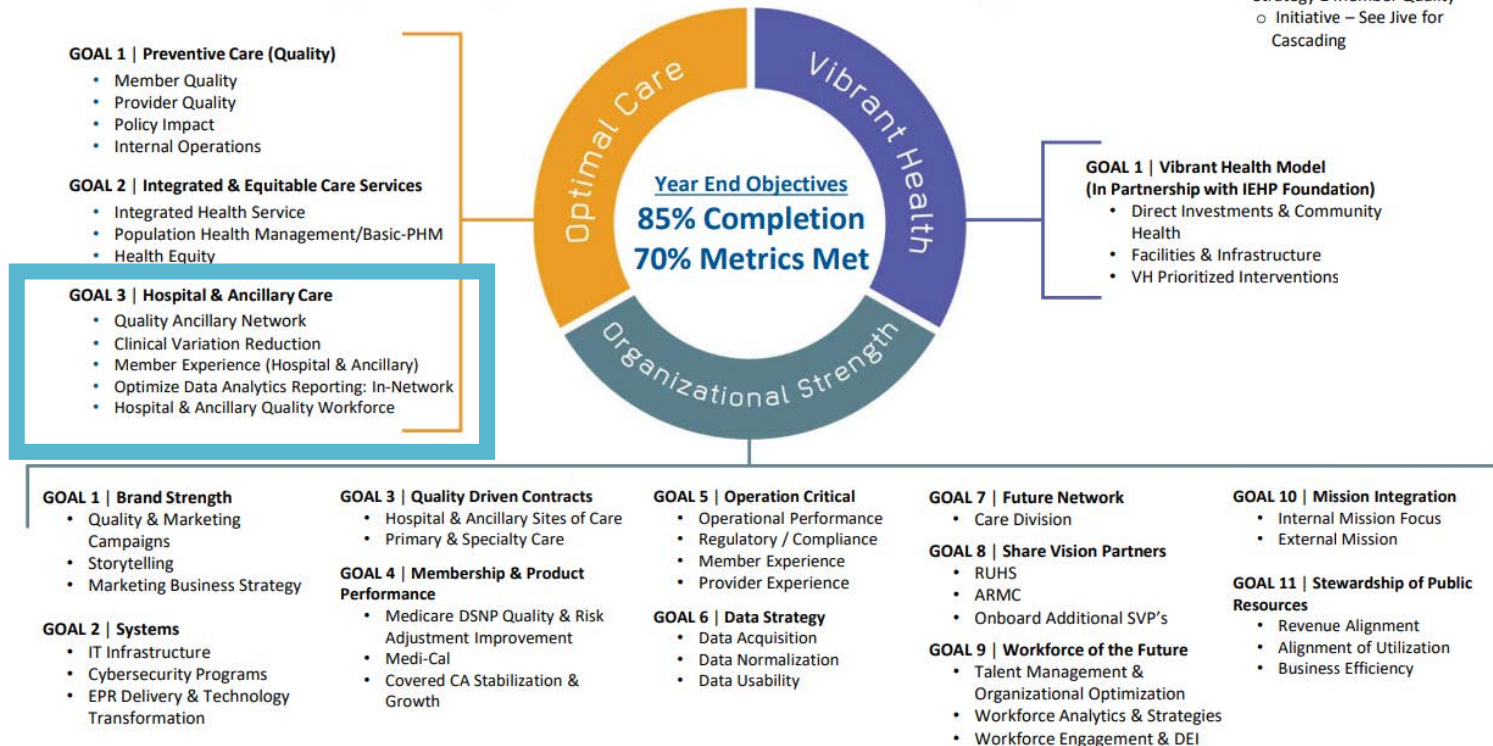 Initiative – See Jive for
Cascading
GOAL 1 | Preventive Care (Quality)
• Member Quality
• Provider Quality
• Policy Impact
• Internal Operations
GOAL 2 | Integrated & Equitable Care Services
• Integrated Health Service
• Population Health Management/Basic-PHM
• Health Equity
GOAL 3 | Hospital & Ancillary Care
• Quality Ancillary Network
• Clinical Variation Reduction
• Member Experience (Hospital & Ancillary)
• Optimize Data Analytics Reporting: In-Network
• Hospital & Ancillary Quality Workforce
Optimal Care
Vibrant Health
Organizational Strength
Year End Objectives
85% Completion
70% Metrics Met
GOAL 1 | Vibrant Health Model
(In Partnership with IEHP Foundation)
• Direct Investments & Community
Health
• Facilities & Infrastructure
• VH Prioritized Interventions
GOAL 1 | Brand Strength
• Quality & Marketing
Campaigns
• Storytelling
• Marketing Business Strategy
GOAL 2 | Systems
• IT Infrastructure
• Cybersecurity Programs
• EPR Delivery & Technology
Transformation
GOAL 3 | Quality Driven Contracts
• Hospital & Ancillary Sites of Care
• Primary & Specialty Care
GOAL 4 | Membership & Product
Performance
• Medicare DSNP Quality & Risk
Adjustment Improvement
• Medi-Cal
• Covered CA Stabilization &
Growth
GOAL 5 | Operation Critical
• Operational Performance
• Regulatory / Compliance
• Member Experience
• Provider Experience
GOAL 6 | Data Strategy
• Data Acquisition
• Data Normalization
• Data Usability
GOAL 7 | Future Network
• Care Division
GOAL 8 | Share Vision Partners
• RUHS
• ARMC
• Onboard Additional SVP's
GOAL 9 | Workforce of the Future
• Talent Management &
Organizational Optimization
• Workforce Analytics & Strategies
• Workforce Engagement & DEI
GOAL 10 | Mission Integration
• Internal Mission Focus
• External Mission
GOAL 11 | Stewardship of Public
Resources
• Revenue Alignment
• Alignment of Utilization
• Business Efficiency